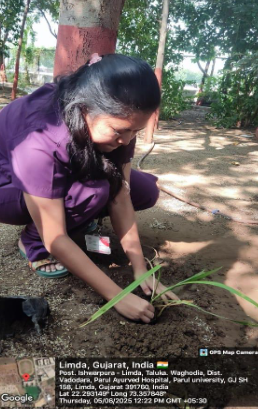 GPS Map Camera
Limda, Gujarat, India
Post. Ishwarpura - Limda, Taluka. Waghodia, Dist.
Vadodara, Parul Ayurved Hospital, Parul university, GJ SH
158, Limda, Gujarat 391760, India
Lat 22.293149° Long 73.357648°
Thursday, 05/06/2025 12:12 PM GMT +05:30
Google